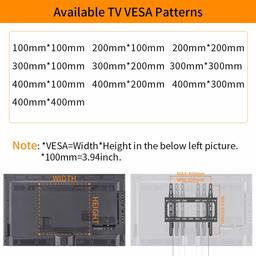 Available TV VESA Patterns
100mm*100mm 200mm*100mm 200mm*200mm
300mm*100mm 300mm*200mm 300mm*300mm
400mm*100mm 400mm*200mm 400mm*300mm
400mm*400mm
Note: *VESA=Width*Height in the below left picture.
*100mm=3.94inch.
WIDTH
HEIGHT